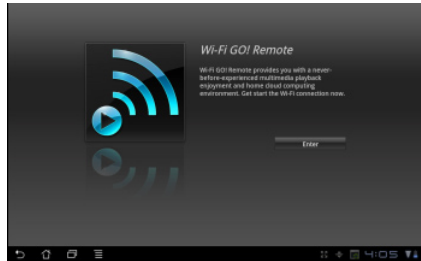 Wi-Fi GO! Remote
Wi-Fi GO! Remote provides you with a never-
before-experienced multimedia playback
enjoyment and home cloud computing
environment. Get start the Wi-Fi connection now.
Enter
4:05